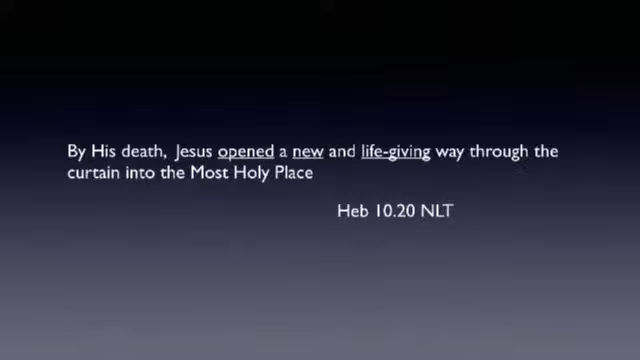 By His death, Jesus opened a new and life-giving way through the
curtain into the Most Holy Place
Heb 10.20 NLT